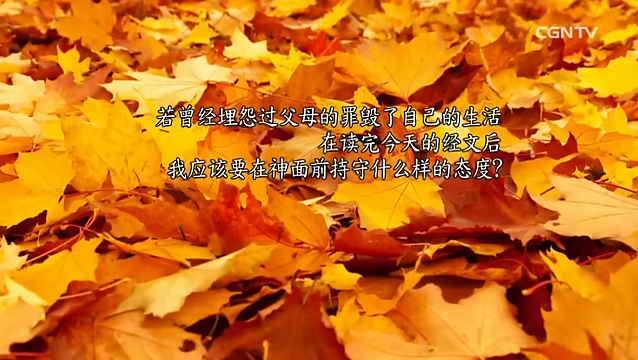 CGNTV
若曾经埋怨过父母的罪毁了自己的生活
在读完今天的经文后
我应该要在神面前持守什么样的态度?